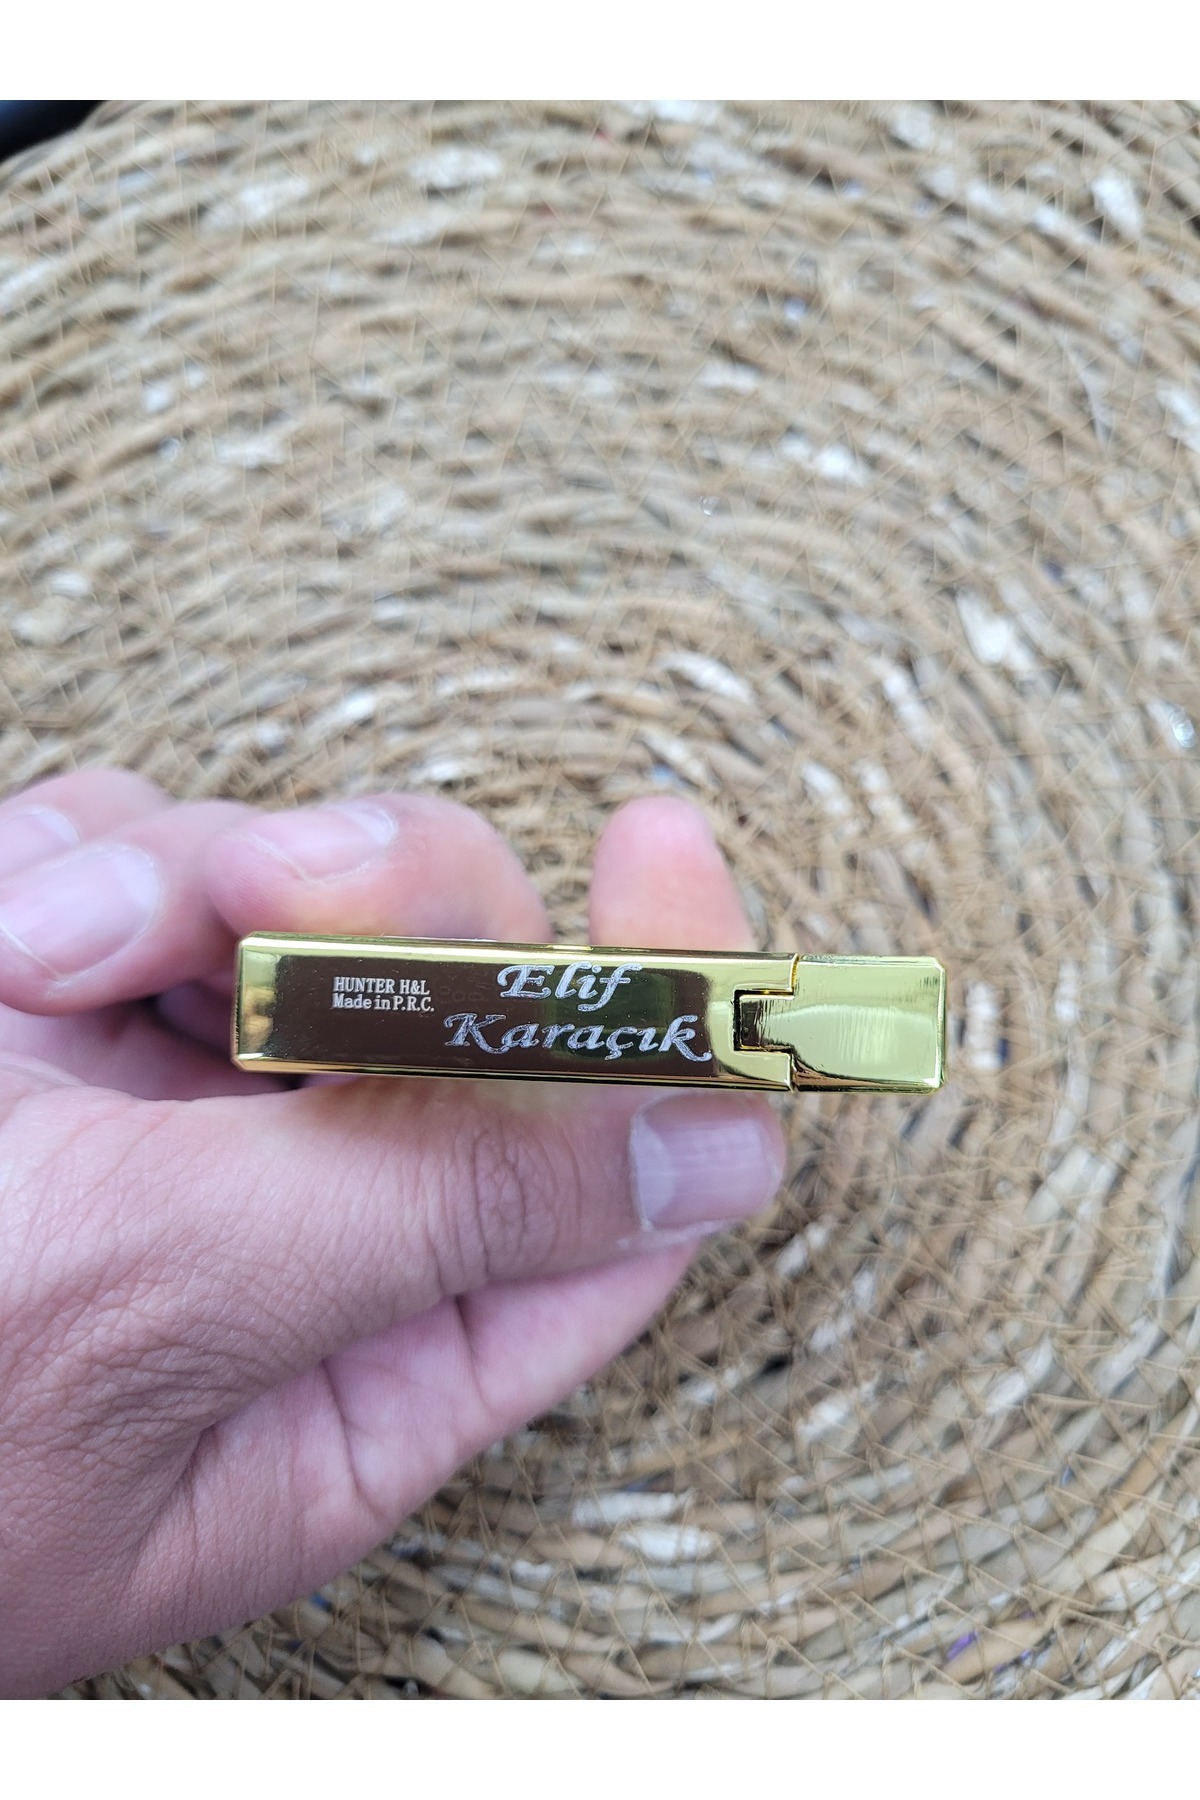 HUNTER H&L
Made in P.R.C.
Elif
Karaçık